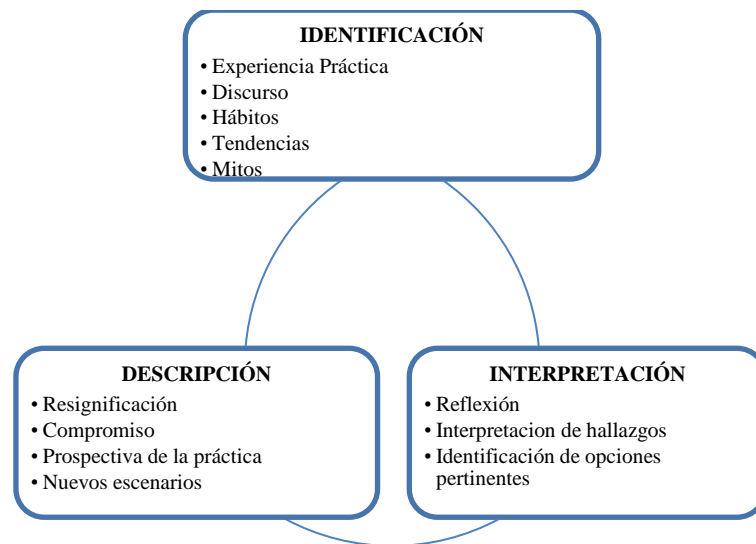 IDENTIFICACIÓN
• Experiencia Práctica
• Discurso
• Hábitos
• Tendencias
• Mitos
DESCRIPCIÓN
• Resignificación
• Compromiso
• Prospectiva de la práctica
• Nuevos escenarios
INTERPRETACIÓN
• Reflexión
• Interpretacion de hallazgos
• Identificación de opciones
pertinentes